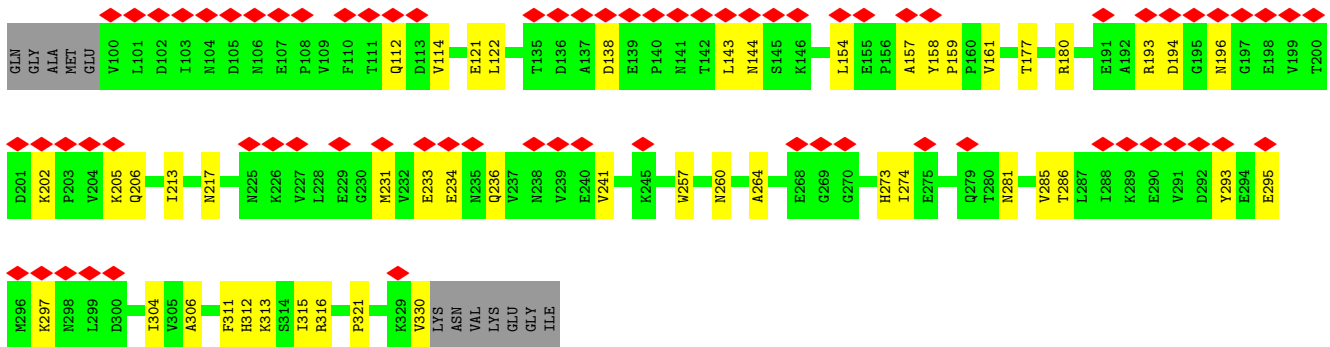 GLN GLY ALA MET GLU V100 L101 D102 I103 N104 D105 N106 E107 P108 V109 F110 T111 Q112 D113 V114 E121 L122 T135 D136 A137 D138 E139 P140 N141 T142 L143 N144 S145 K146 L154 E155 P156 A157 Y158 P159 P160 V161 T177 R180 E191 A192 R193 D194 G195 N196 G197 E198 V199 T200
D201 K202 P203 V204 K205 Q206 I213 N217 N225 K226 V227 L228 E229 G230 M231 V232 E233 E234 N235 Q236 V237 N238 V239 E240 V241 K245 W257 N260 A264 E268 G269 G270 H273 I274 E275 Q279 T280 N281 V285 T286 L287 I288 K289 E290 V291 D292 Y293 E294 E295
M296 K297 N298 L299 D300 I304 V305 A306 F311 H312 K313 S314 I315 R316 P321 K329 V330 LYS ASN VAL LYS GLU GLY ILE